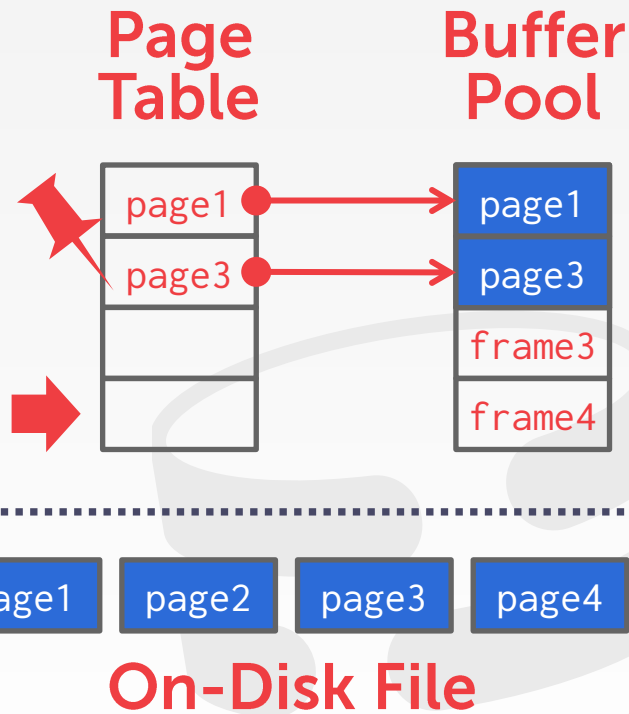 Page
Table
Buffer
Pool
page1
page3
page1
page3
frame3
frame4
age1
page2
page3
page4
On-Disk File